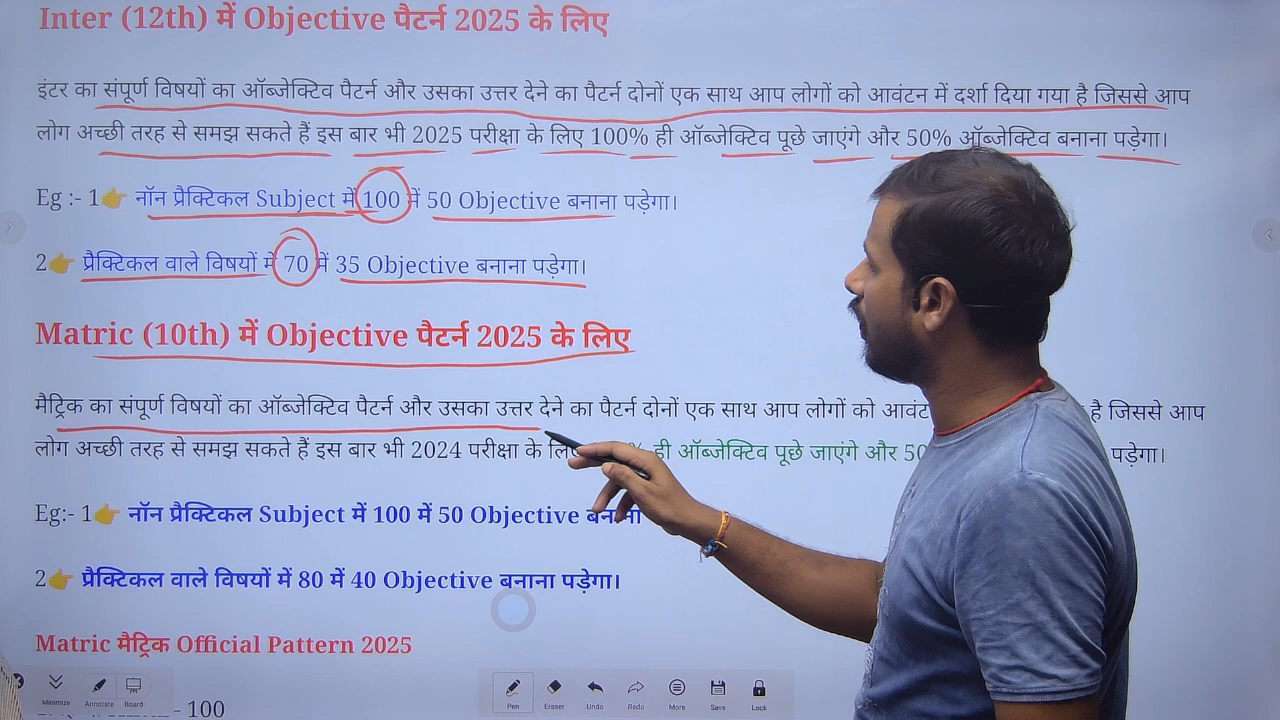 Inter (12th) में Objective पैटर्न 2025 के लिए
इंटर का संपूर्ण विषयों का ऑब्जेक्टिव पैटर्न और उसका उत्तर देने का पैटर्न दोनों एक साथ आप लोगों को आवंटन में दर्शा दिया गया है जिससे आप
लोग अच्छी तरह से समझ सकते हैं इस बार भी 2025 परीक्षा के लिए 100% ही ऑब्जेक्टिव पूछे जाएंगे और 50% ऑब्जेक्टिव बनाना पड़ेगा।
Eg :- 1👉 नॉन प्रैक्टिकल Subject में 100 में 50 Objective बनाना पड़ेगा।
2👉 प्रैक्टिकल वाले विषयों में 70 में 35 Objective बनाना पड़ेगा।
Matric (10th) में Objective पैटर्न 2025 के लिए
मैट्रिक का संपूर्ण विषयों का ऑब्जेक्टिव पैटर्न और उसका उत्तर देने का पैटर्न दोनों एक साथ आप लोगों को है जिससे आप
लोग अच्छी तरह से समझ सकते हैं इस बार भी 2024 परीक्षा के ही ऑब्जेक्टिव पूछे जाएंगे और पड़ेगा।
Eg:- 1👉 नॉन प्रैक्टिकल Subject में 100 में 50 Objective बनाना
2👉 प्रैक्टिकल वाले विषयों में 80 में 40 Objective बनाना पड़ेगा।
Matric मैट्रिक Official Pattern 2025
- 100
Minimize Annotate Board Pen Eraser Undo Redo More Save Lock